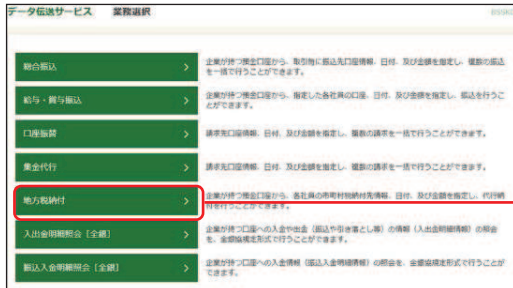 データ伝送サービス 業務選択
総合振込
企業が持つ預金口座から、取引毎に振込先口座情報、日付、及び金額を指定し、複数の振込
を一括で行うことができます。
給与・賞与振込
企業が持つ預金口座から、指定した各社員の口座、日付、及び金額を指定し、振込を行うこ
とができます。
口座振替
請求先口座情報、日付、及び金額を指定し、複数の請求を一括で行うことができます。
集金代行
請求先口座情報、日付、及び金額を指定し、複数の請求を一括で行うことができます。
地方税納付
企業が持つ預金口座から、各社員の市町村税納付先情報、日付、及び金額を指定し、代行納
付を行うことができます。
入出金明細照会［全銀］
企業が持つ口座への入金や出金（振込や引き落とし等）の情報（入出金明細情報）の照会
を、全銀協規定形式で行うことができます。
振込入金明細照会［全銀］
企業が持つ口座への入金情報（振込入金明細情報）の照会を、全銀協規定形式で行うことが
できます。